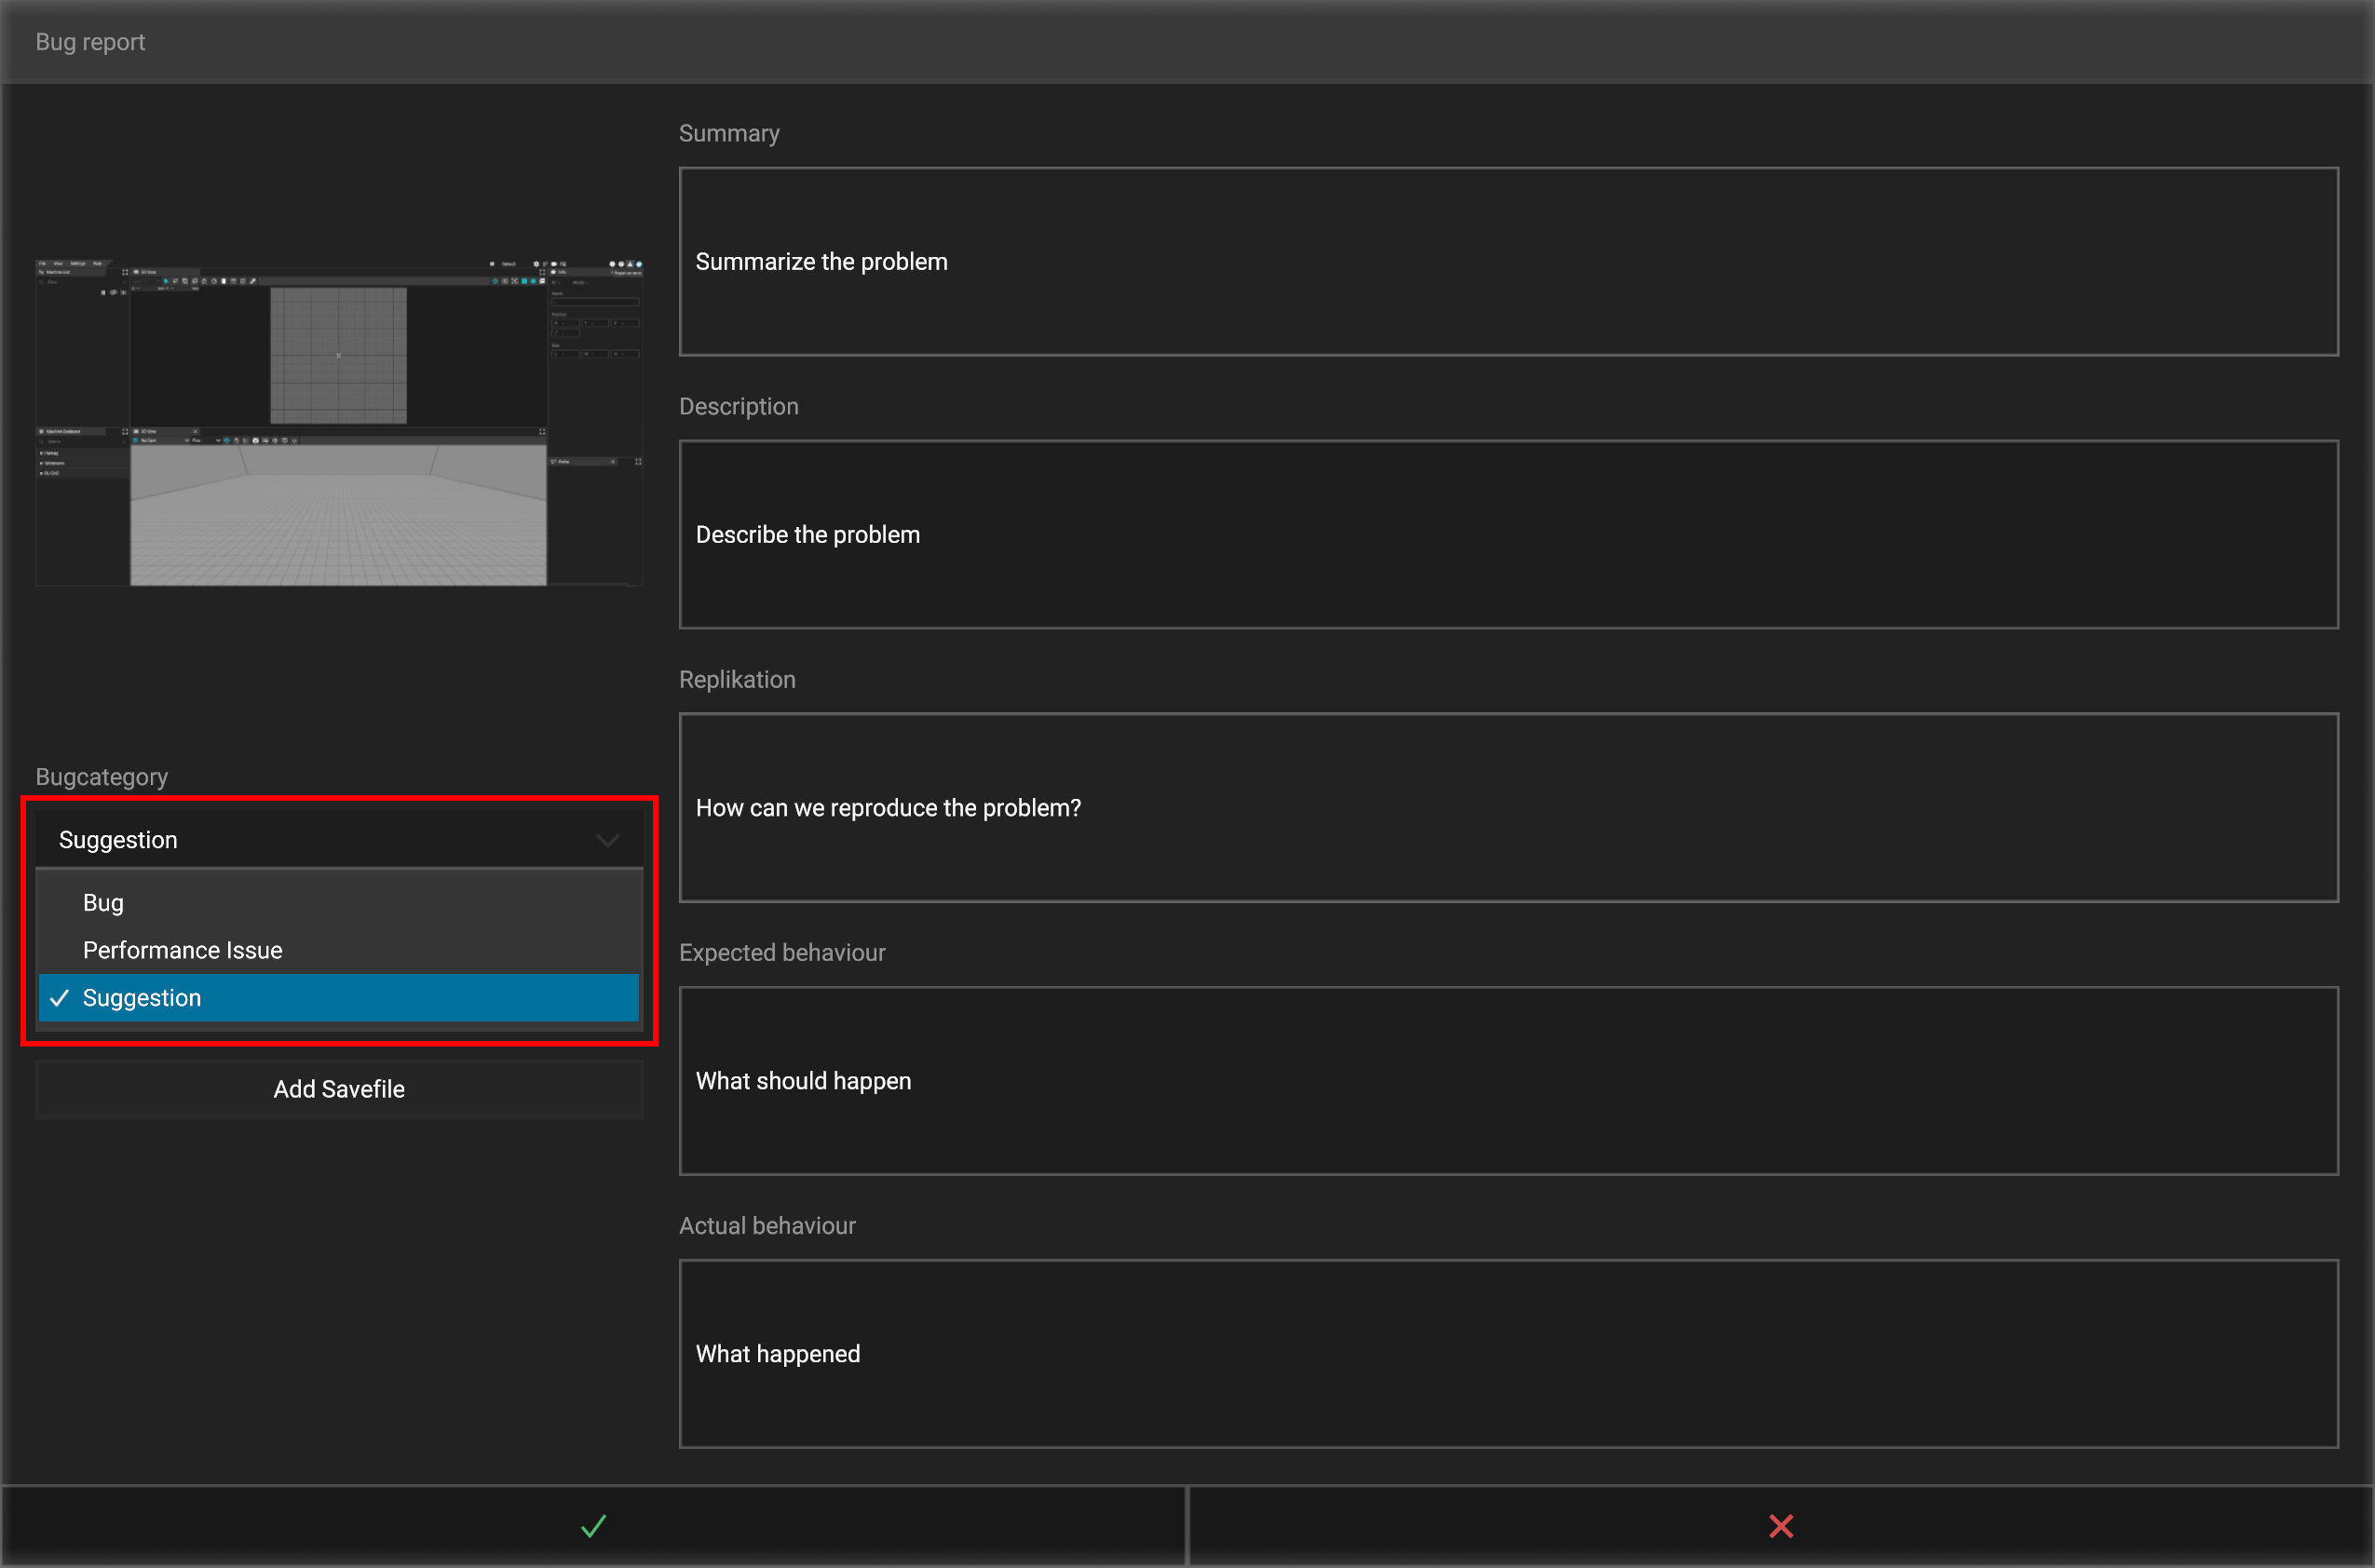 Bug report
Summary
Summarize the problem
Description
Describe the problem
Replikation
How can we reproduce the problem?
Expected behaviour
What should happen
Actual behaviour
What happened
Bugcategory
Suggestion
Bug
Performance Issue
Suggestion
Add Savefile